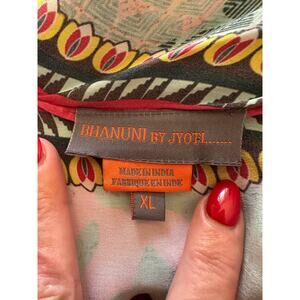 BHANUNI BY JYOTI......
MADE IN INDIA
FABRIQUE EN INDE
XL